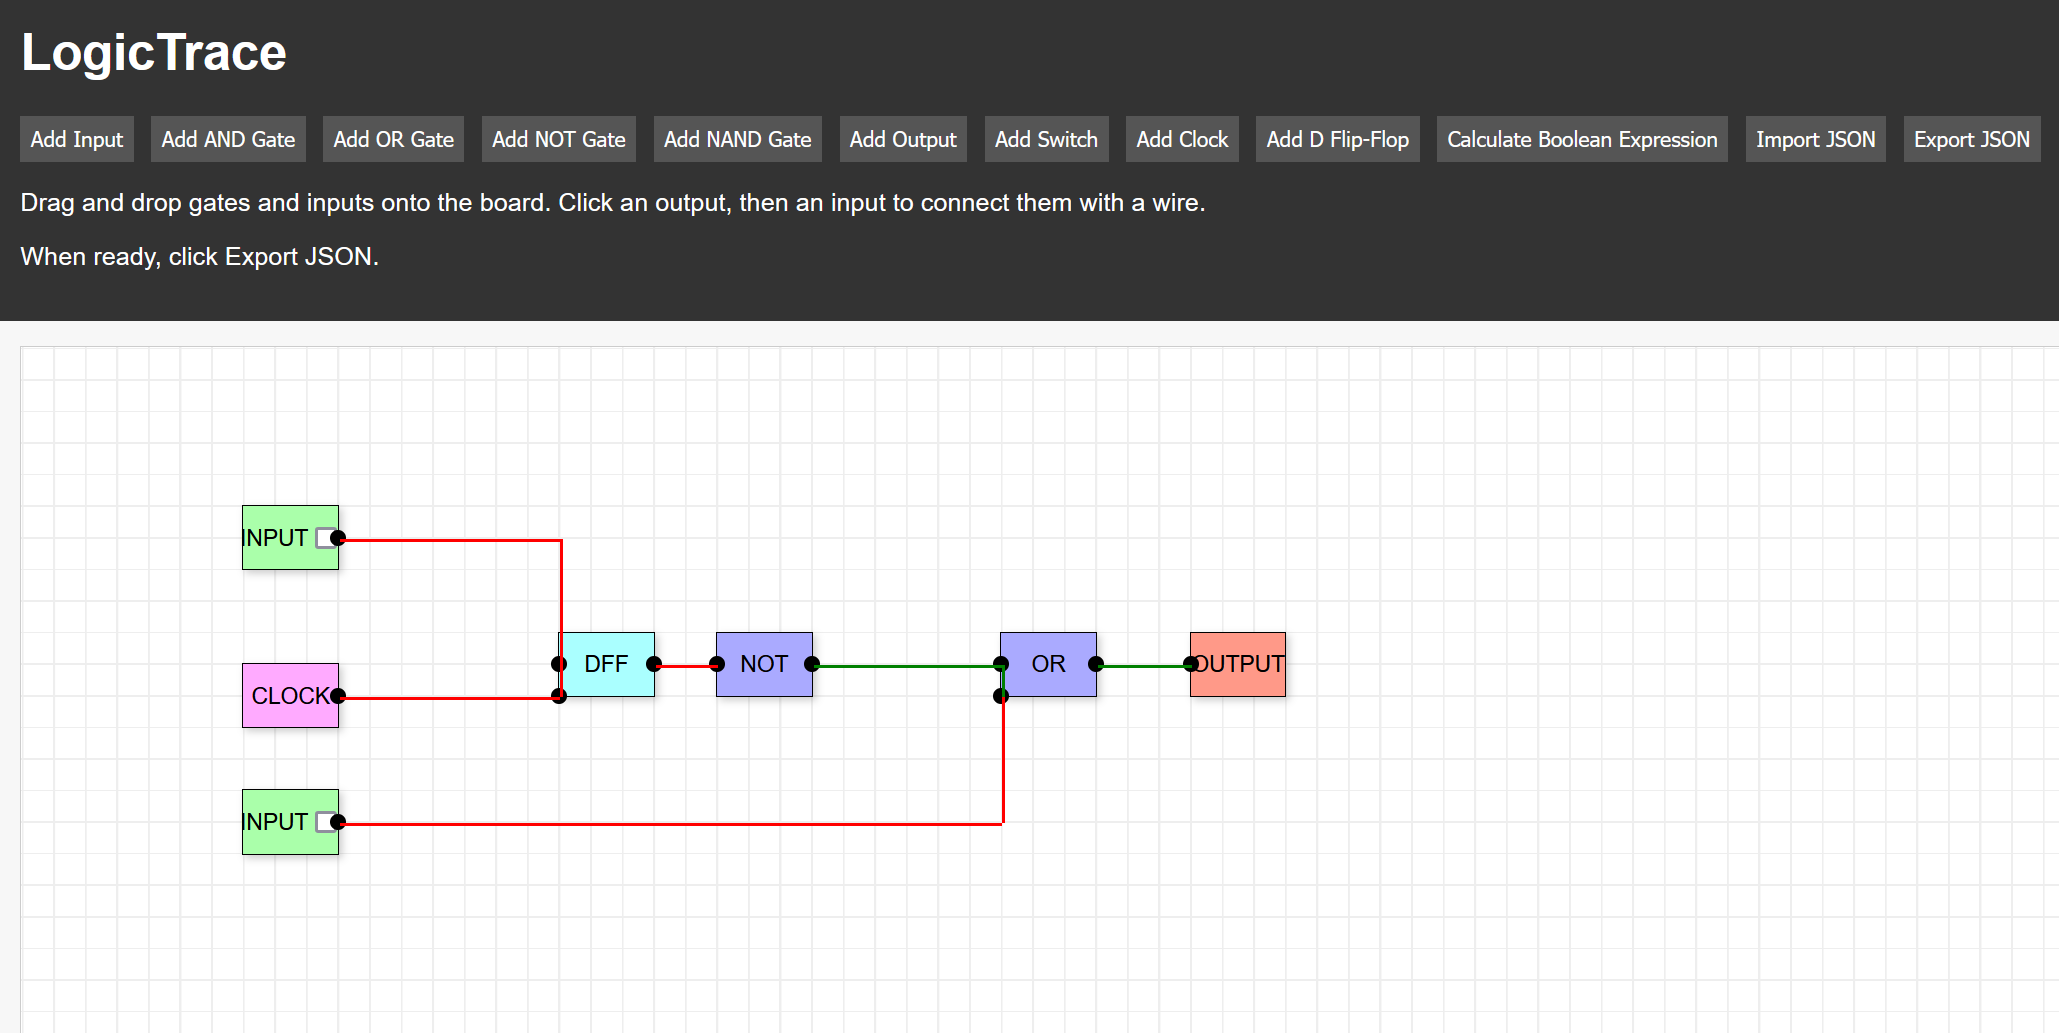 LogicTrace
Add Input Add AND Gate Add OR Gate Add NOT Gate Add NAND Gate Add Output Add Switch Add Clock Add D Flip-Flop Calculate Boolean Expression Import JSON Export JSON
Drag and drop gates and inputs onto the board. Click an output, then an input to connect them with a wire.
When ready, click Export JSON.
INPUT
DFF NOT OR OUTPUT
CLOCK
INPUT